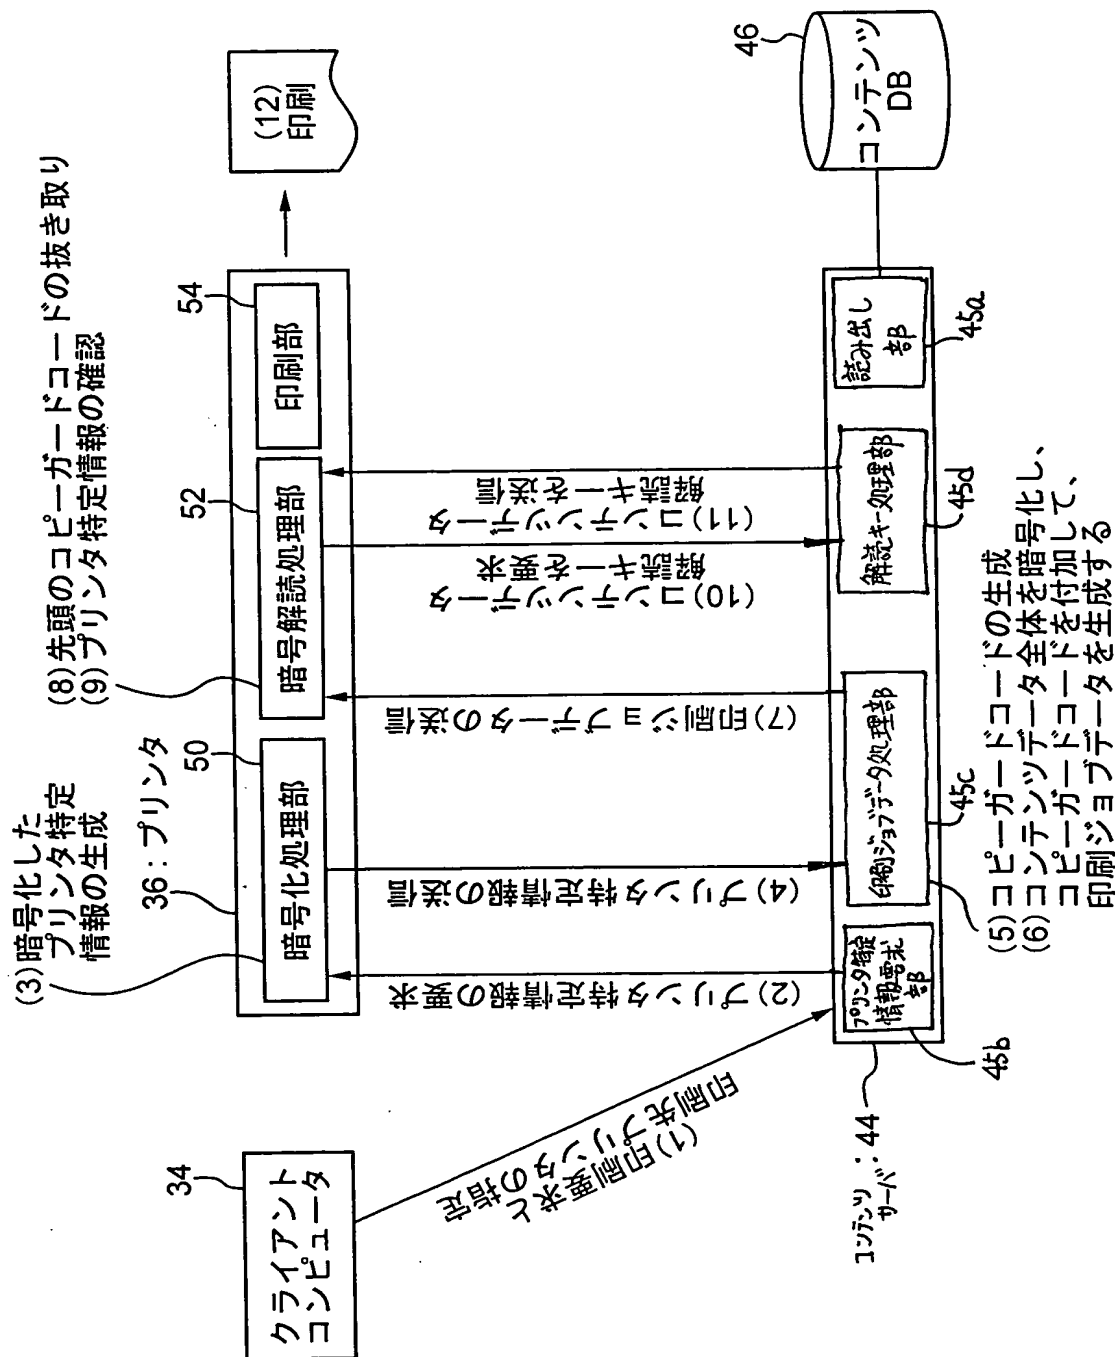 34
クライアント
コンピュータ
(1)印刷要求と
印刷先プリンタの指定
(3)暗号化した
プリンタ特定
情報の生成
36:プリンタ
50
暗号化処理部
52
暗号解読処理部
54
印刷部
(8)先頭のコピーガードコードの抜き取り
(9)プリンタ特定情報の確認
(12)
印刷
(2)プリンタ特定情報の要求
(4)プリンタ特定情報の送信
(7)印刷ジョブデータの送信
(10)コンテンツデータ
解読キーを要求
(11)コンテンツデータ
解読キーを送信
コンテンツ
サーバ:44
プリンタ特定
情報要求
部
45b
印刷ジョブデータ処理部
45c
解読キー処理部
45d
読み出し
部
45a
46
コンテンツ
DB
(5)コピーガードコードの生成
(6)コンテンツデータ全体を暗号化し、
コピーガードコードを付加して、
印刷ジョブデータを生成する